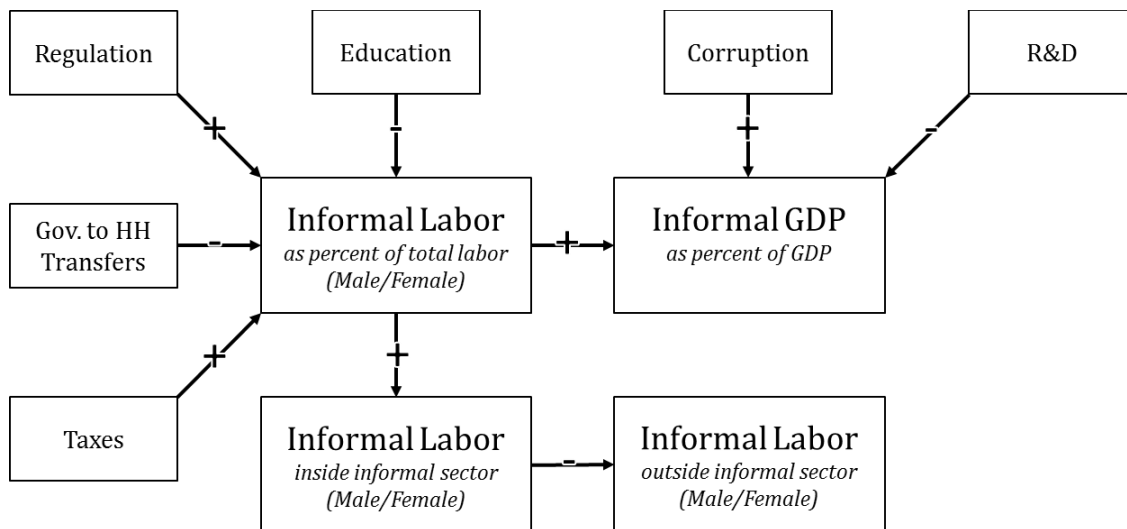 Regulation
Education
Corruption
R&D
+
-
+
-
Gov. to HH
Transfers
-
Informal Labor
as percent of total labor
(Male/Female)
+
Informal GDP
as percent of GDP
+
+
Taxes
Informal Labor
inside informal sector
(Male/Female)
-
Informal Labor
outside informal sector
(Male/Female)